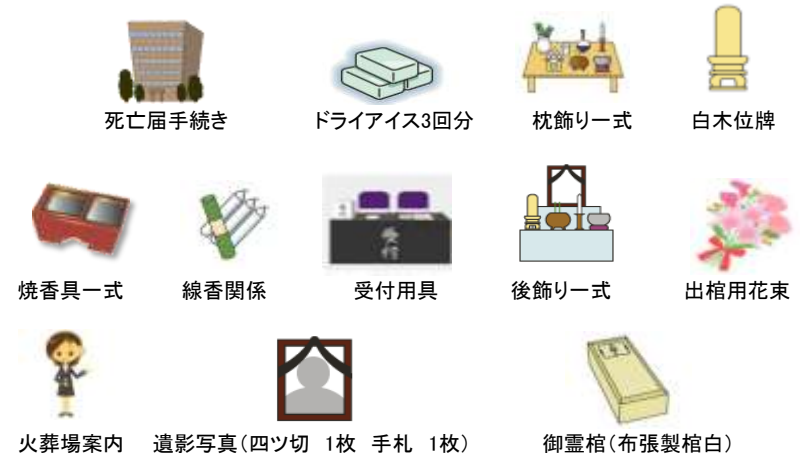 死亡届手続き
ドライアイス3回分
枕飾り一式
白木位牌
受付
焼香具一式
線香関係
受付用具
後飾り一式
出棺用花束
火葬場案内
遺影写真(四ツ切 1枚 手札 1枚)
御霊棺(布張製棺白)